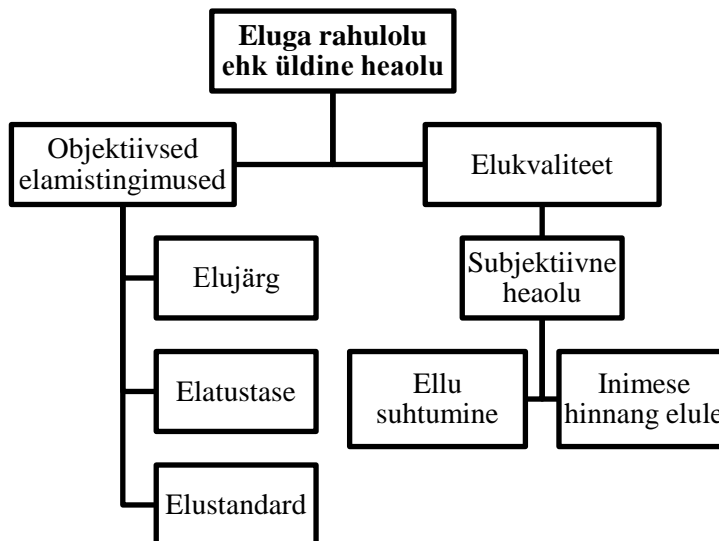 Eluga rahulolu
ehk üldine heaolu
Objektiivsed
elamistingimused
Elukvaliteet
Elujärg
Subjektiivne
heaolu
Elatustase
Ellu
suhtumine
Inimese
hinnang elule
Elustandard